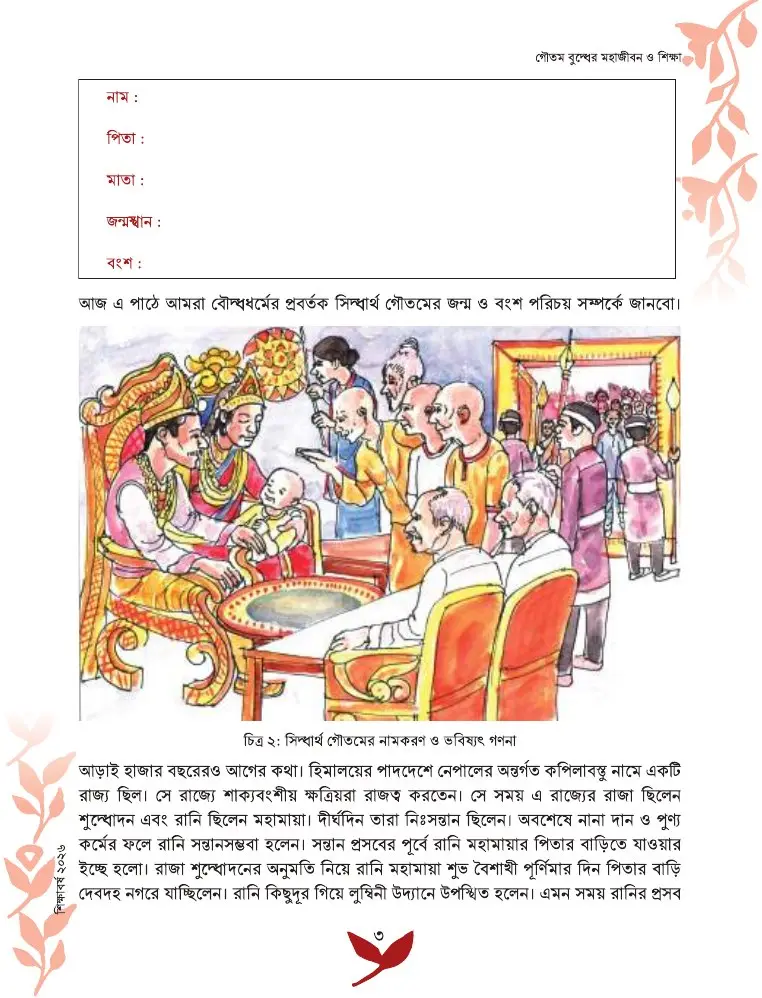 গৌতম বুদ্ধের মহাজীবন ও শিক্ষা
নাম :
পিতা :
মাতা :
জন্মস্থান :
বংশ :
আজ এ পাঠে আমরা বৌদ্ধধর্মের প্রবর্তক সিদ্ধার্থ গৌতমের জন্ম ও বংশ পরিচয় সম্পর্কে জানবো।
চিত্র ২: সিদ্ধার্থ গৌতমের নামকরণ ও ভবিষ্যৎ গণনা
আড়াই হাজার বছরেরও আগের কথা। হিমালয়ের পাদদেশে নেপালের অন্তর্গত কপিলাবস্তু নামে একটি
রাজ্য ছিল। সে রাজ্যে শাক্যবংশীয় ক্ষত্রিয়রা রাজত্ব করতেন। সে সময় এ রাজ্যের রাজা ছিলেন
শুদ্ধোদন এবং রানি ছিলেন মহামায়া। দীর্ঘদিন তারা নিঃসন্তান ছিলেন। অবশেষে নানা দান ও পুণ্য
কর্মের ফলে রানি সন্তানসম্ভবা হলেন। সন্তান প্রসবের পূর্বে রানি মহামায়ার পিতার বাড়িতে যাওয়ার
ইচ্ছে হলো। রাজা শুদ্ধোদনের অনুমতি নিয়ে রানি মহামায়া শুভ বৈশাখী পূর্ণিমার দিন পিতার বাড়ি
দেবদহ নগরে যাচ্ছিলেন। রানি কিছুদূর গিয়ে লুম্বিনী উদ্যানে উপস্থিত হলেন। এমন সময় রানির প্রসব
শিক্ষাবর্ষ ২০২৬
৩